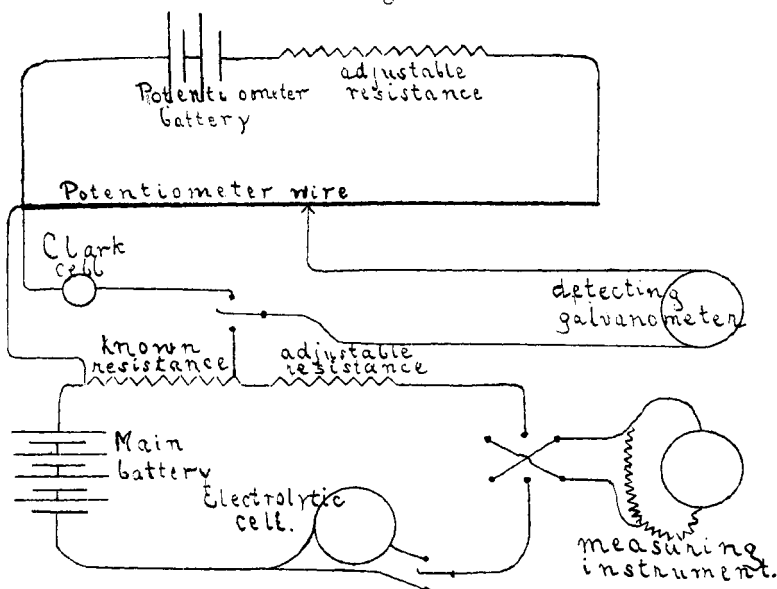 Potentiometer
battery
adjustable
resistance
Potentiometer wire
Clark
cell
detecting
galvanometer
known
resistance
adjustable
resistance
Main
battery
Electrolytic
cell.
measuring
instrument.